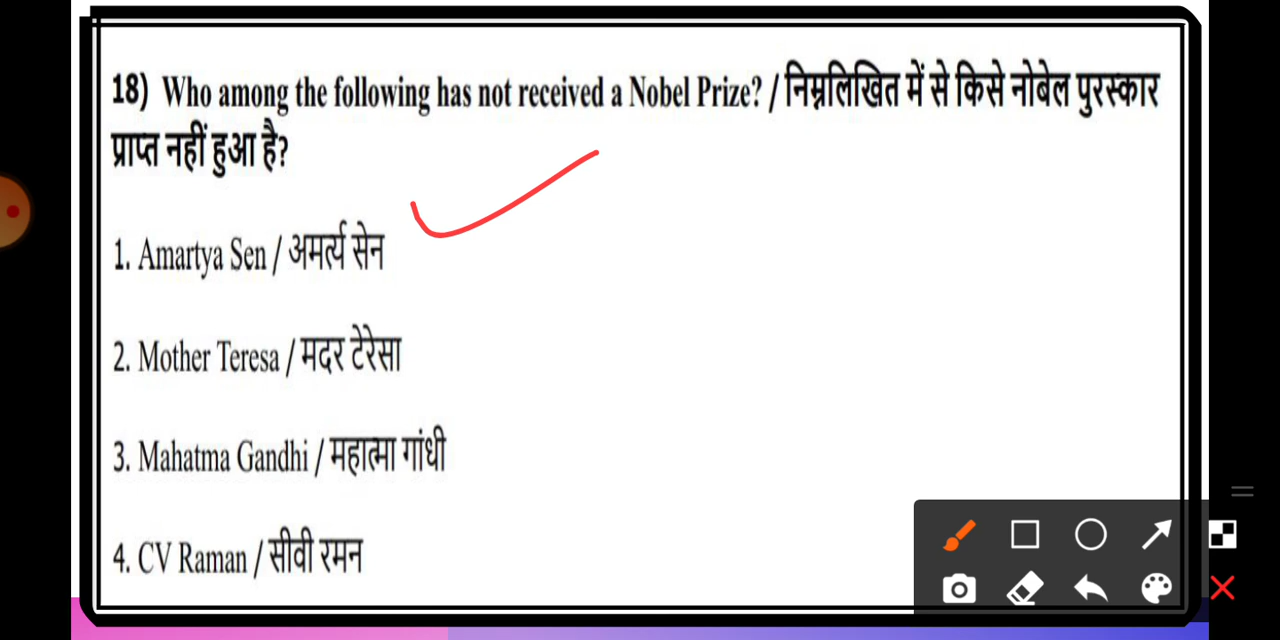 18) Who among the following has not received a Nobel Prize? / निम्नलिखित में से किसे नोबेल पुरस्कार
प्राप्त नहीं हुआ है?
1. Amartya Sen / अमर्त्य सेन
2. Mother Teresa / मदर टेरेसा
3. Mahatma Gandhi / महात्मा गांधी
4. CV Raman / सीवी रमन